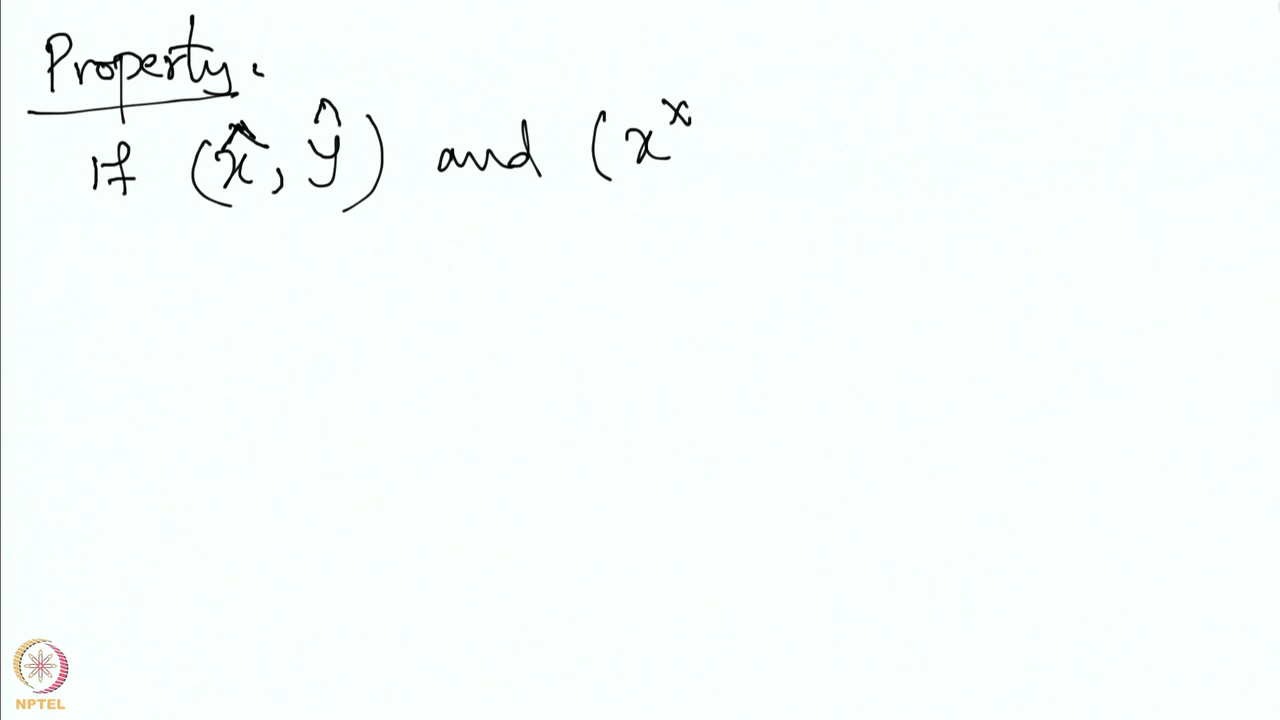 Property.
If (x̂, ŷ) and (x^x
NPTEL